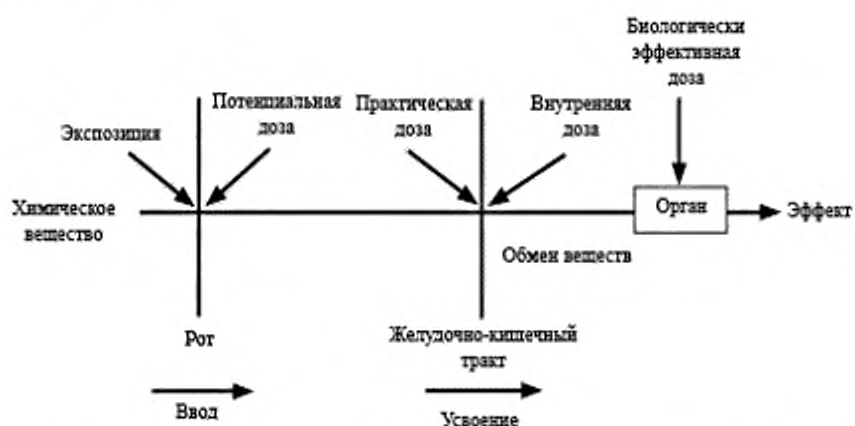 Биологически
эффективная
доза
Потенциальная
доза
Практическая
доза
Внутренняя
доза
Экспозиция
Химическое
вещество
Орган
Эффект
Обмен веществ
Рот
Желудочно-кишечный
тракт
Ввод
Усвоение